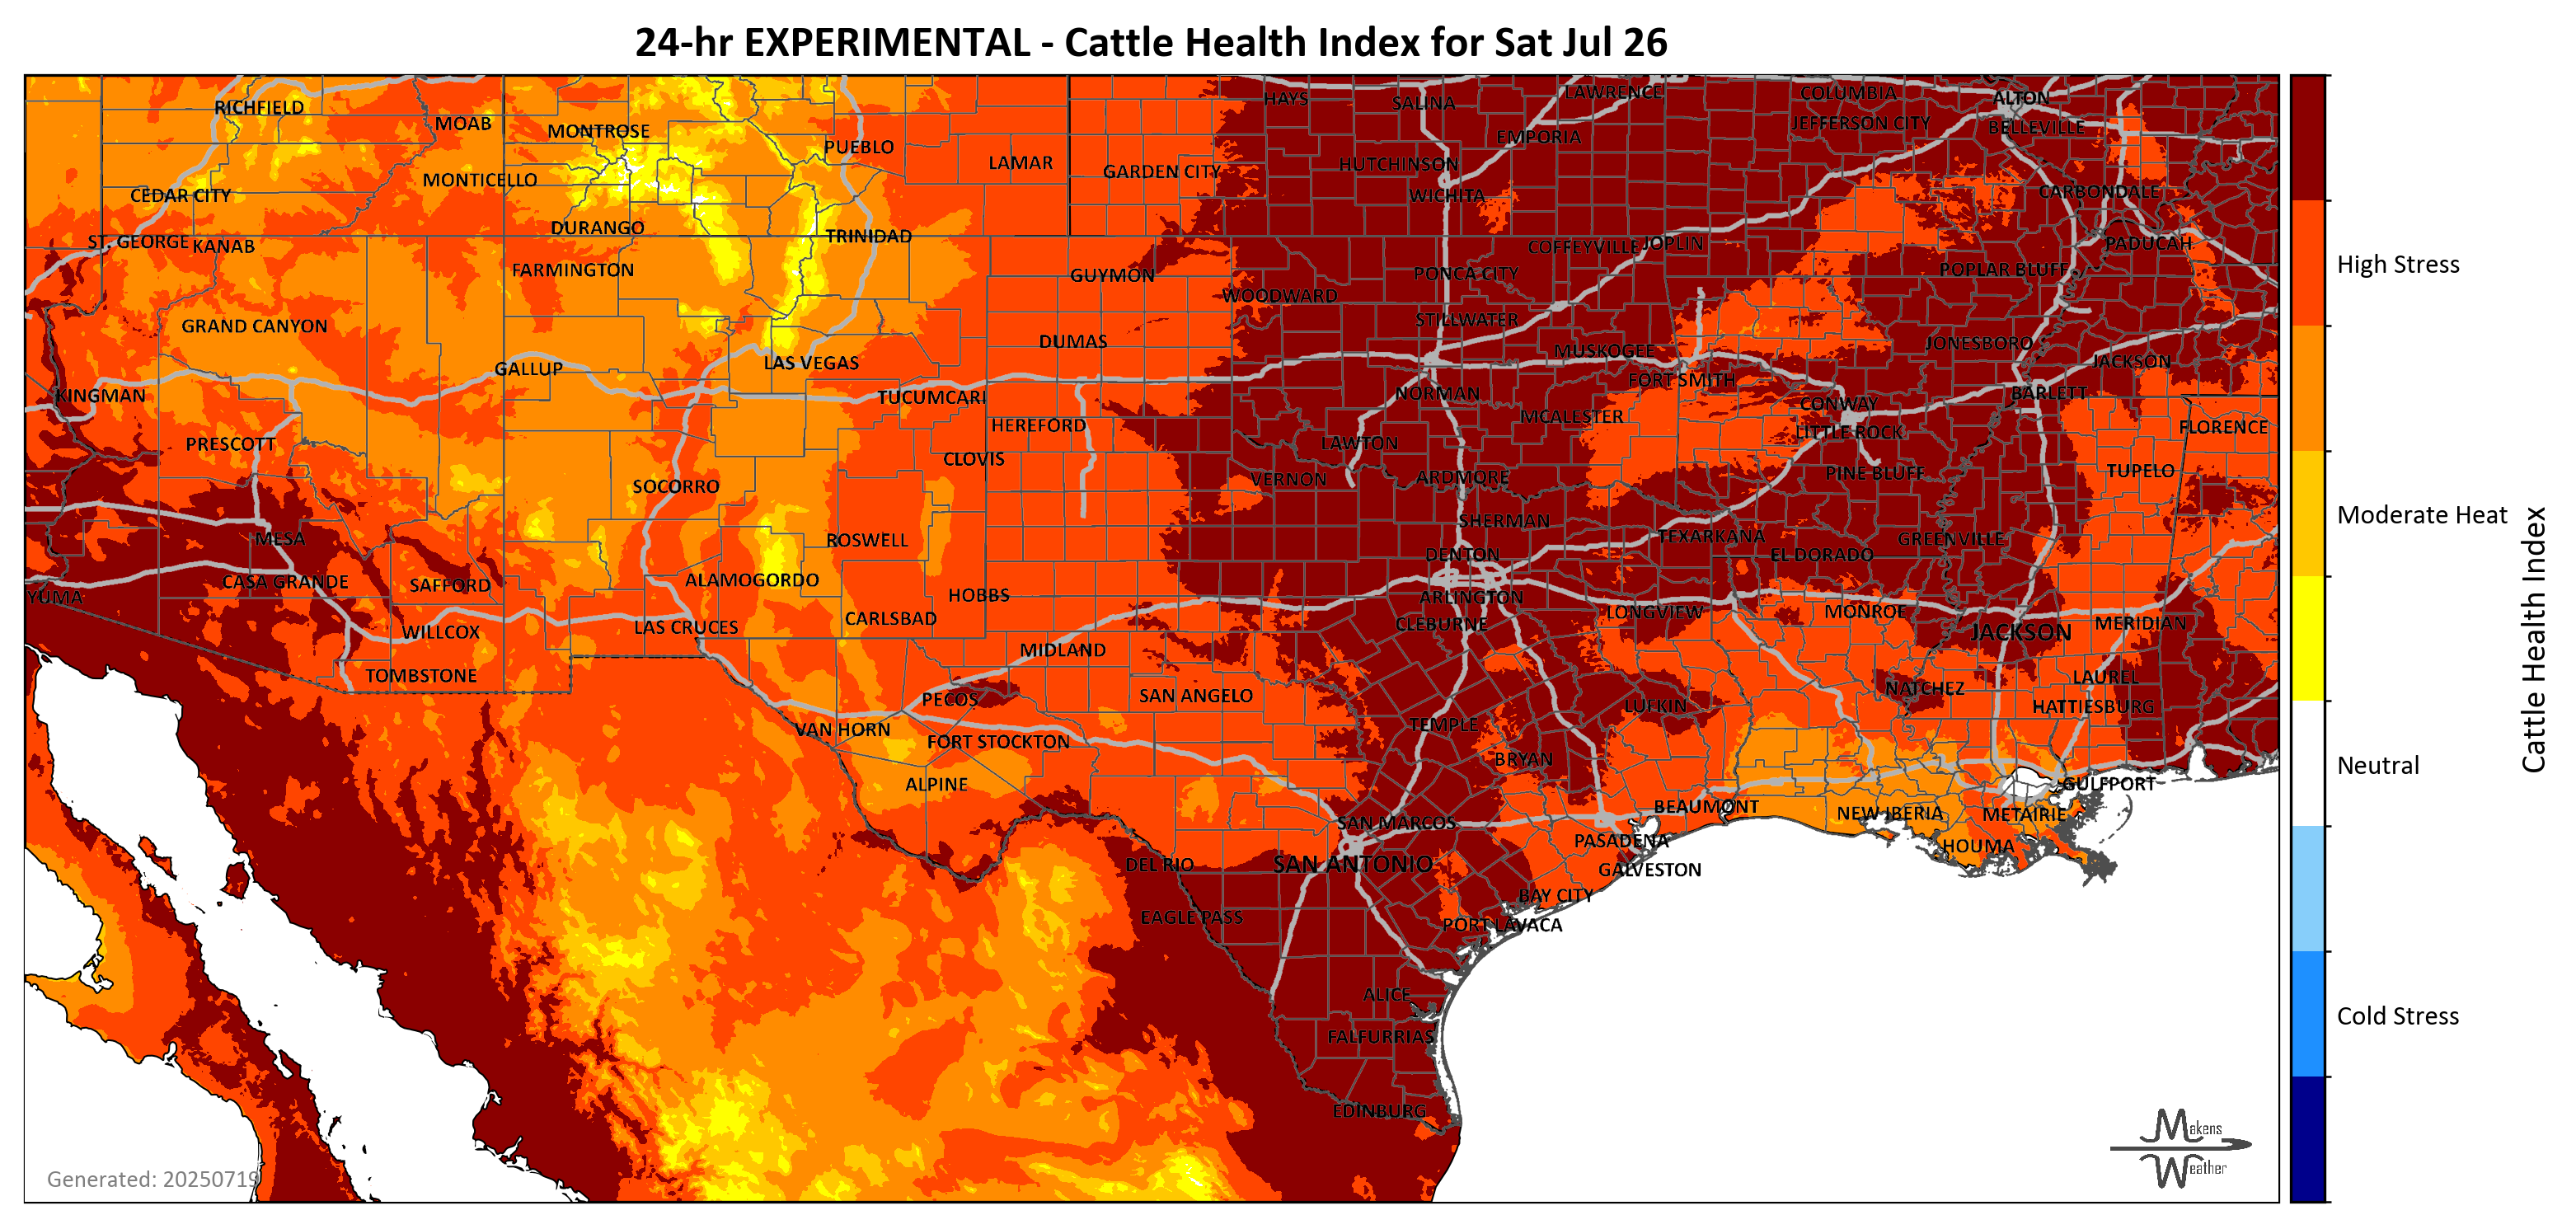 24-hr EXPERIMENTAL - Cattle Health Index for Sat Jul 26
HAYS
SALINA
LAWRENCE
COLUMBIA
ALTON
RICHFIELD
MOAB
MONTROSE
EMPORIA
JEFFERSON CITY
BELLEVILLE
PUEBLO
LAMAR
GARDEN CITY
HUTCHINSON
MONTICELLO
CEDAR CITY
WICHITA
CARBONDALE
DURANGO
TRINIDAD
ST. GEORGE
KANAB
COFFEYVILLE
JOPLIN
PADUCAH
High Stress
FARMINGTON
GUYMON
PONCA CITY
POPLAR BLUFF
WOODWARD
GRAND CANYON
STILLWATER
DUMAS
MUSKOGEE
JONESBORO
GALLUP
LAS VEGAS
JACKSON
FORT SMITH
KINGMAN
TUCUMCARI
NORMAN
BARLETT
CONWAY
PRESCOTT
HEREFORD
MCALESTER
LITTLE ROCK
FLORENCE
LAWTON
CLOVIS
TUPELO
SOCORRO
VERNON
ARDMORE
PINE BLUFF
Moderate Heat
SHERMAN
MESA
ROSWELL
TEXARKANA
GREENVILLE
DENTON
EL DORADO
CASA GRANDE
SAFFORD
ALAMOGORDO
YUMA
HOBBS
ARLINGTON
CARLSBAD
LONGVIEW
MONROE
WILLCOX
LAS CRUCES
CLEBURNE
JACKSON
MERIDIAN
Cattle Health Index
MIDLAND
TOMBSTONE
LAUREL
PECOS
SAN ANGELO
NATCHEZ
LUFKIN
HATTIESBURG
VAN HORN
FORT STOCKTON
TEMPLE
BRYAN
Neutral
ALPINE
GULFPORT
BEAUMONT
NEW IBERIA
METAIRIE
SAN MARCOS
PASADENA
HOUMA
DEL RIO
SAN ANTONIO
GALVESTON
BAY CITY
EAGLE PASS
PORT LAVACA
ALICE
Cold Stress
FALFURRIAS
EDINBURG
Makens
Weather
Generated: 20250719